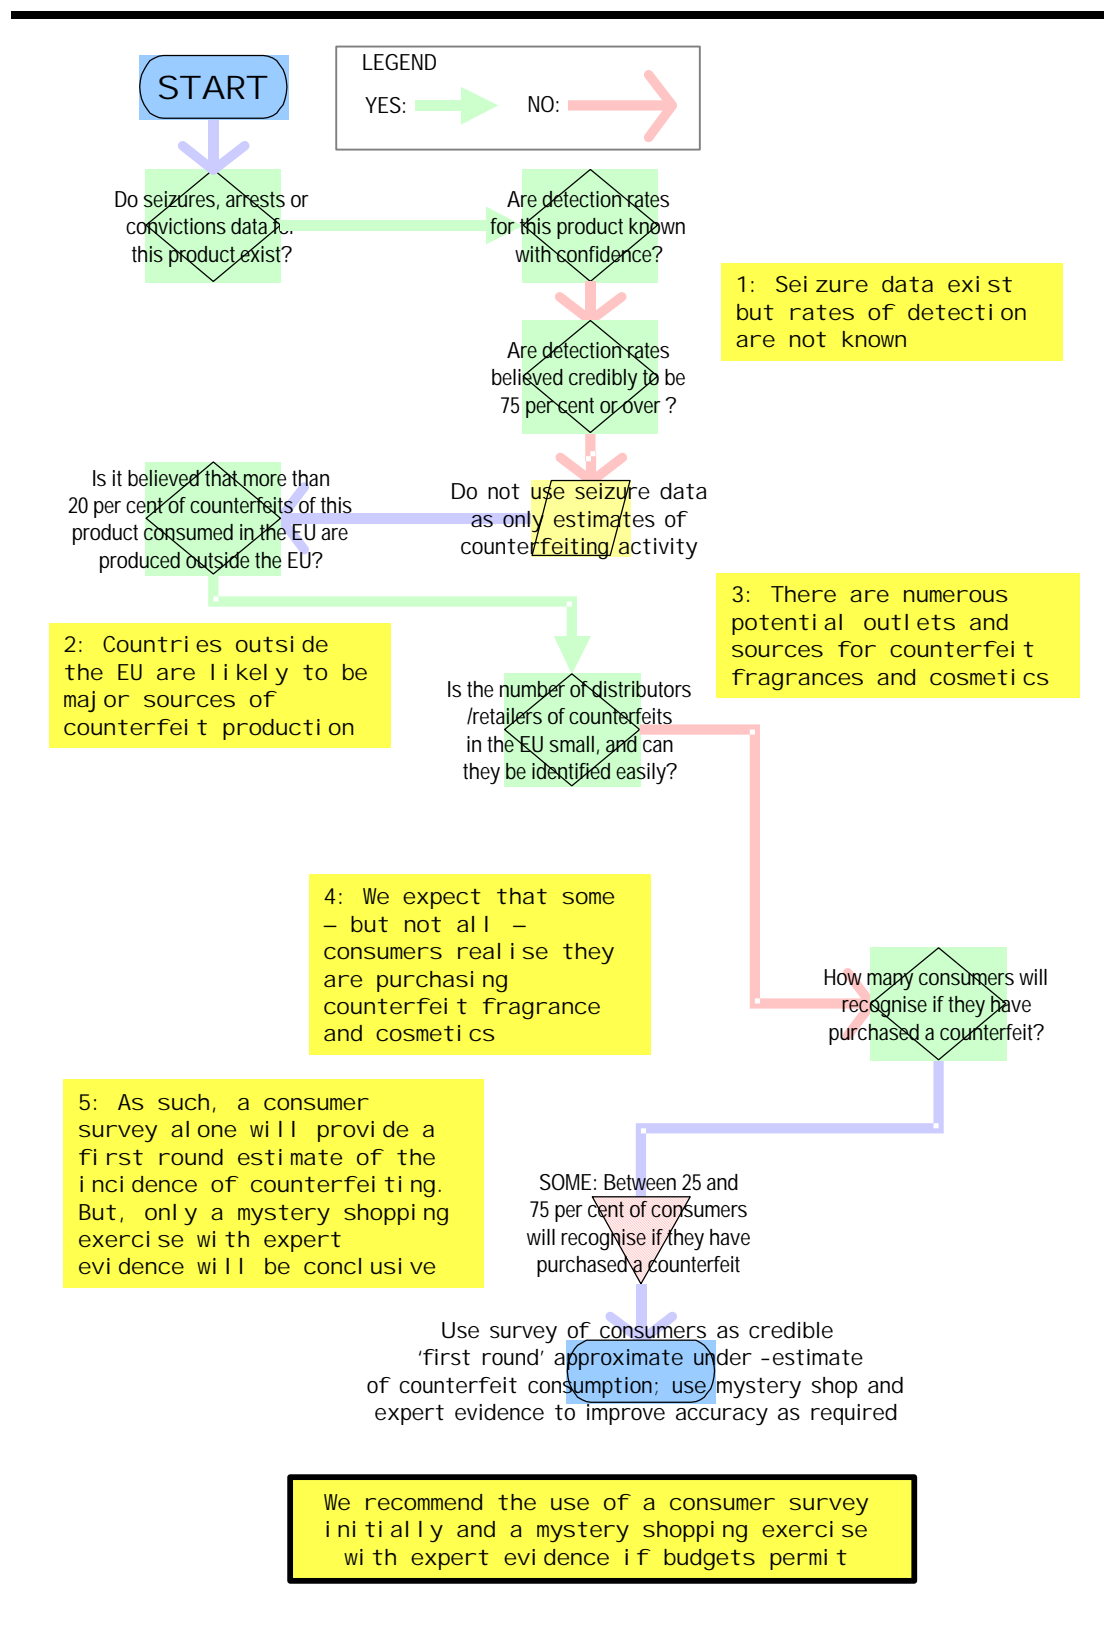 START
LEGEND
YES:
NO:
Do seizures, arrests or
convictions data for
this product exist?
Are detection rates
for this product known
with confidence?
1: Seizure data exist
but rates of detection
are not known
Are detection rates
believed credibly to be
75 per cent or over ?
Is it believed that more than
20 per cent of counterfeits of this
product consumed in the EU are
produced outside the EU?
Do not use seizure data
as only estimates of
counterfeiting activity
3: There are numerous
potential outlets and
sources for counterfeit
fragrances and cosmetics
2: Countries outside
the EU are likely to be
major sources of
counterfeit production
Is the number of distributors
/retailers of counterfeits
in the EU small, and can
they be identified easily?
4: We expect that some
– but not all –
consumers realise they
are purchasing
counterfeit fragrance
and cosmetics
How many consumers will
recognise if they have
purchased a counterfeit?
5: As such, a consumer
survey alone will provide a
first round estimate of the
incidence of counterfeiting.
But, only a mystery shopping
exercise with expert
evidence will be conclusive
SOME: Between 25 and
75 per cent of consumers
will recognise if they have
purchased a counterfeit
Use survey of consumers as credible
‘first round’ approximate under -estimate
of counterfeit consumption; use mystery shop and
expert evidence to improve accuracy as required
We recommend the use of a consumer survey
initially and a mystery shopping exercise
with expert evidence if budgets permit